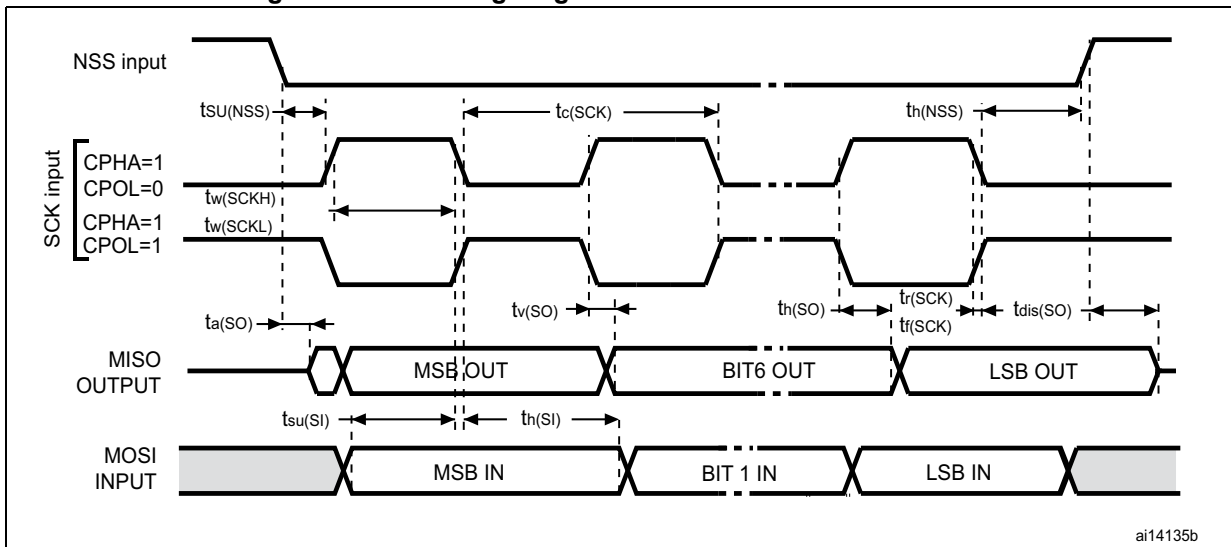 NSS input
tSU(NSS)
tc(SCK)
th(NSS)
SCK input
CPHA=1
CPOL=0
tw(SCKH)
CPHA=1
tw(SCKL)
CPOL=1
ta(SO)
tv(SO)
th(SO)
tr(SCK)
tf(SCK)
tdis(SO)
MISO
OUTPUT
MSB OUT
BIT6 OUT
LSB OUT
tsu(SI)
th(SI)
MOSI
INPUT
MSB IN
BIT 1 IN
LSB IN
ai14135b